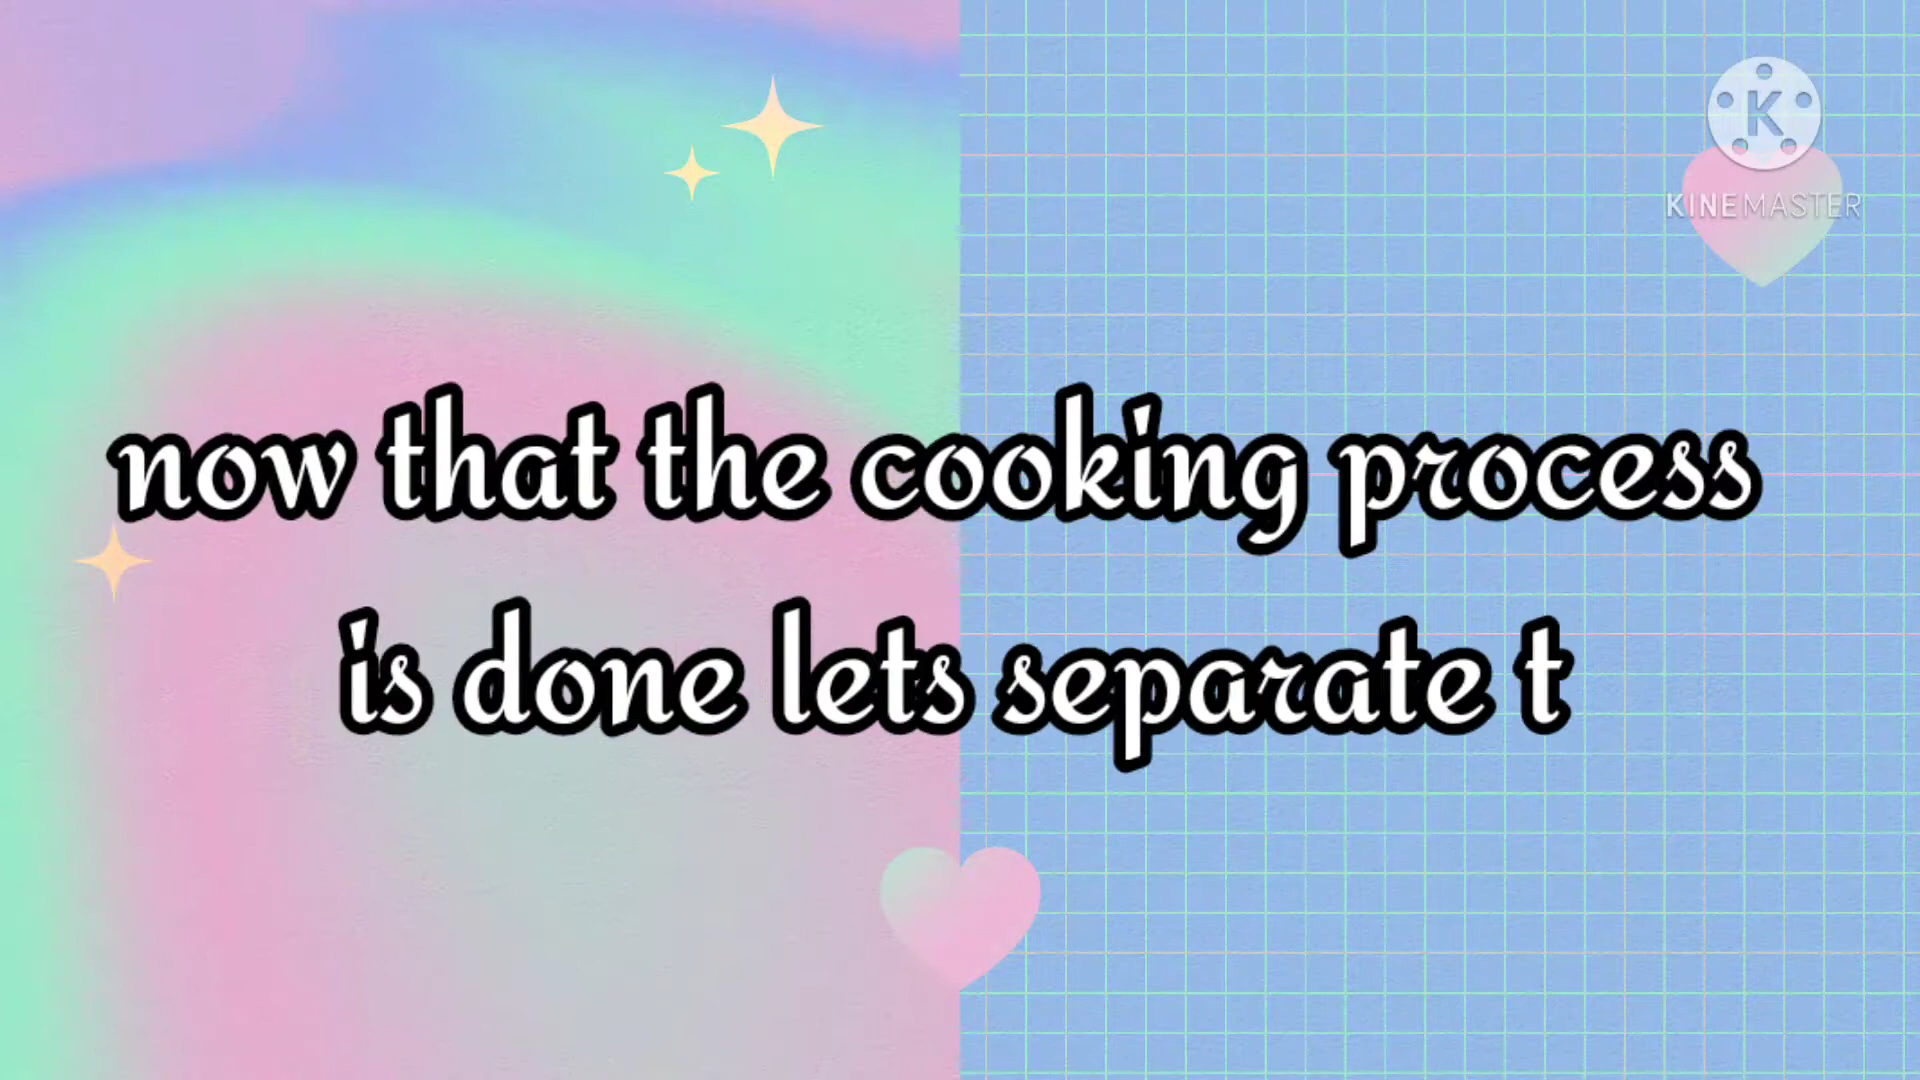 K
KINEMASTER
now that the cooking process
is done lets separate t